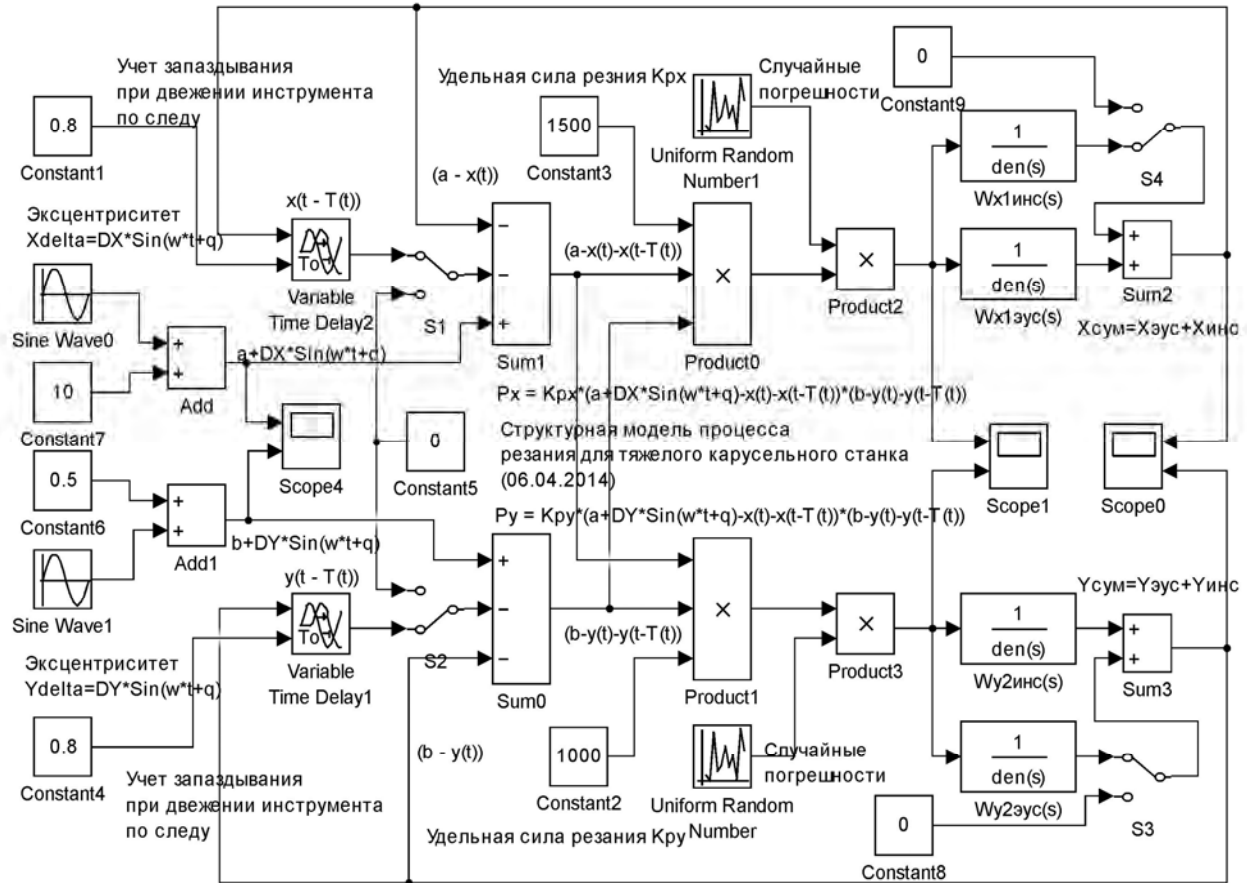 Учет запаздывания
при двежении инструмента
по следу
0.8
Constant1
Эксцентриситет
Xdelta=DX*Sin(w*t+q)
Sine Wave0
10
Constant7
0.5
Constant6
Sine Wave1
Эксцентриситет
Ydelta=DY*Sin(w*t+q)
0.8
Constant4
Учет запаздывания
при двежении инструмента
по следу
x(t - T(t))
To
Variable
Time Delay2
S1
+
+
Add
a+DX*Sin(w*t+q)
Scope4
0
Constant5
+
+
Add1
b+DY*Sin(w*t+q)
y(t - T(t))
To
Variable
Time Delay1
S2
Удельная сила резния Kpx
1500
Constant3
(a - x(t))
−
−
+
Sum1
(a-x(t)-x(t-T(t))
×
Product0
Uniform Random
Number1
Случайные
погрешности
×
Product2
Px = Kpx*(a+DX*Sin(w*t+q)-x(t)-x(t-T(t))*(b-y(t)-y(t-T(t))
Структурная модель процесса
резания для тяжелого карусельного станка
(06.04.2014)
Py = Kpy*(a+DY*Sin(w*t+q)-x(t)-x(t-T(t))*(b-y(t)-y(t-T(t))
+
−
−
Sum0
(b-y(t)-y(t-T(t))
(b - y(t))
×
Product1
1000
Constant2
Удельная сила резания Kpy
Uniform Random
Number
Случайные
погрешности
×
Product3
0
Constant9
1
den(s)
Wx1инс(s)
S4
1
den(s)
Wx1эус(s)
+
+
Sum2
Xсум=Xэус+Xинс
Scope1
Scope0
Yсум=Yэус+Yинс
1
den(s)
Wy2инс(s)
+
+
Sum3
1
den(s)
Wy2эус(s)
S3
0
Constant8